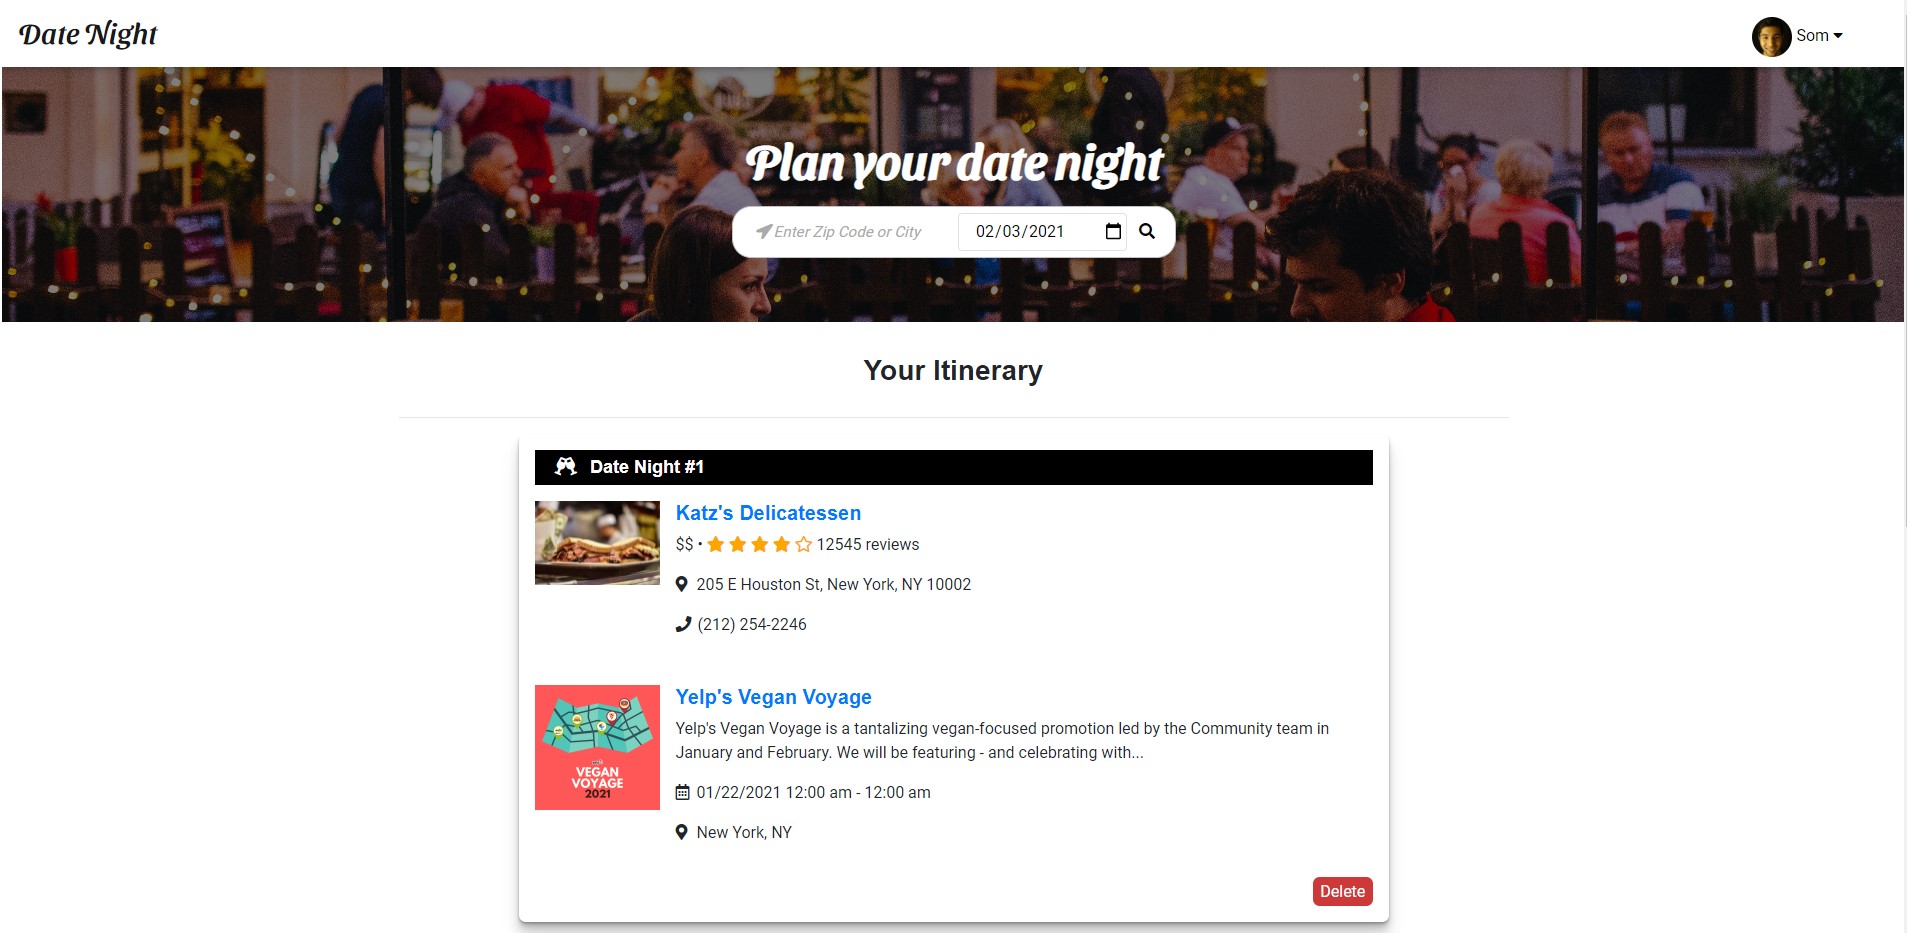 Date Night
Som
Plan your date night
Enter Zip Code or City
02/03/2021
Your Itinerary
Date Night #1
Katz's Delicatessen
$$ • 12545 reviews
205 E Houston St, New York, NY 10002
(212) 254-2246
Yelp's Vegan Voyage
Yelp's Vegan Voyage is a tantalizing vegan-focused promotion led by the Community team in
January and February. We will be featuring - and celebrating with...
VEGAN
VOYAGE
2021
01/22/2021 12:00 am - 12:00 am
New York, NY
Delete